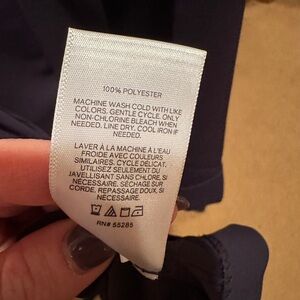 100% POLYESTER
MACHINE WASH COLD WITH LIKE
COLORS. GENTLE CYCLE. ONLY
NON-CHLORINE BLEACH WHEN
NEEDED. LINE DRY. COOL IRON IF
NEEDED.
LAVER À LA MACHINE À L'EAU
FROIDE AVEC COULEURS
SIMILAIRES. CYCLE DÉLICAT.
UTILISEZ SEULEMENT DU
JAVELLISANT SANS CHLORE, SI
NÉCESSAIRE. SÉCHAGE SUR
CORDE. REPASSAGE DOUX SI
NÉCESSAIRE.
RN# 55285